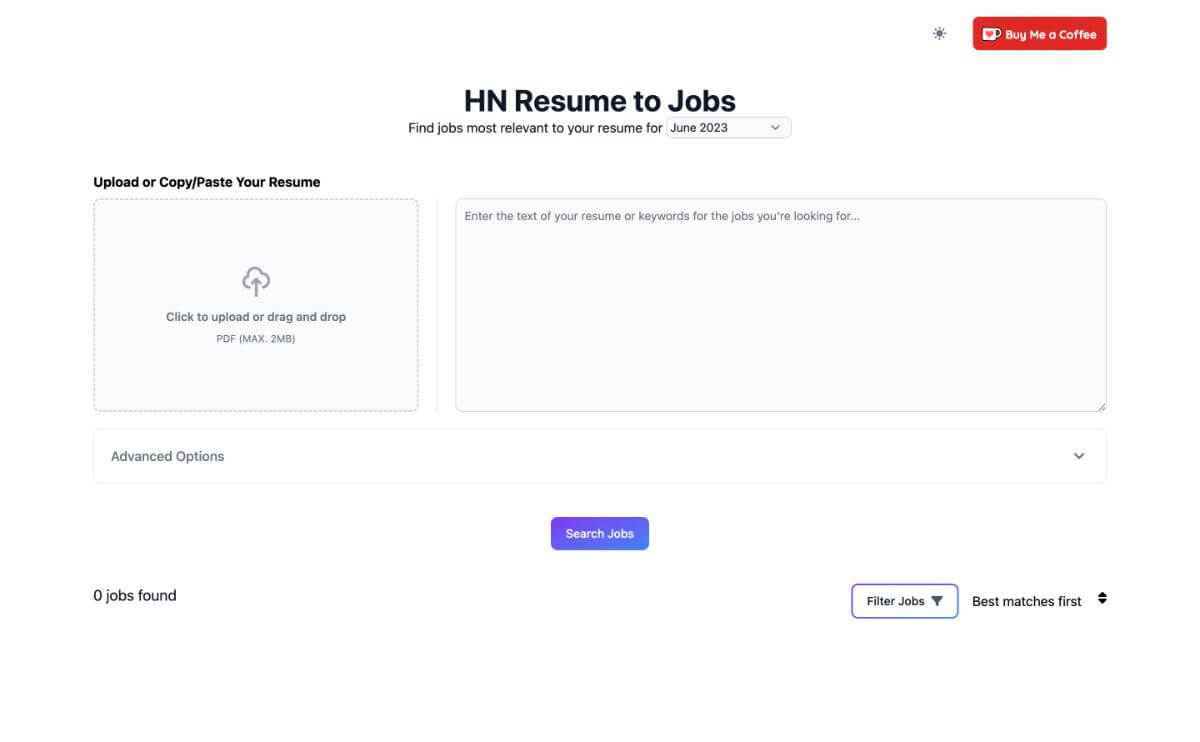 Buy Me a Coffee
HN Resume to Jobs
Find jobs most relevant to your resume for June 2023
Upload or Copy/Paste Your Resume
Click to upload or drag and drop
PDF (MAX. 2MB)
Enter the text of your resume or keywords for the jobs you're looking for...
Advanced Options
Search Jobs
0 jobs found
Filter Jobs
Best matches first